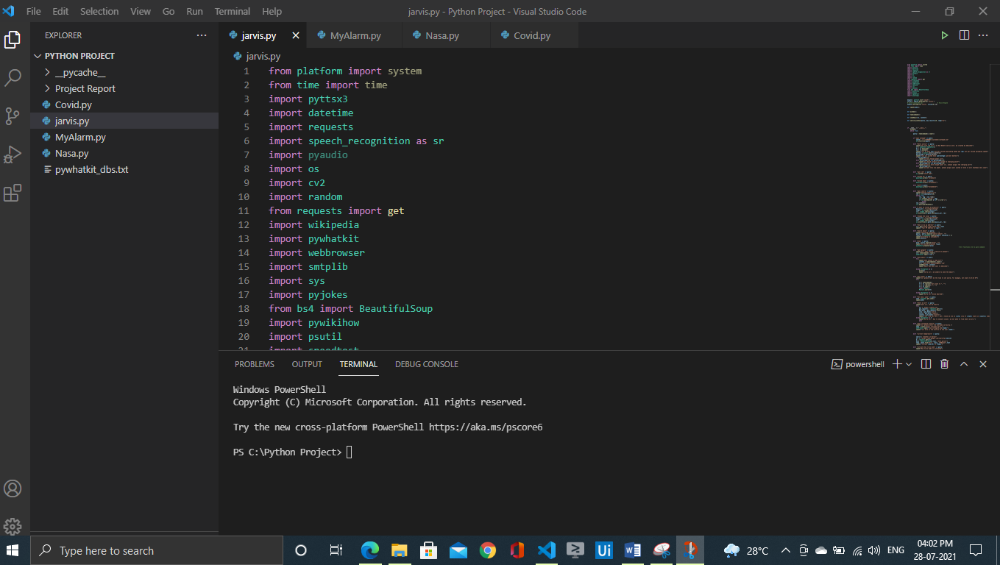 File Edit Selection View Go Run Terminal Help
jarvis.py - Python Project - Visual Studio Code
EXPLORER
PYTHON PROJECT
__pycache__
Project Report
Covid.py
jarvis.py
MyAlarm.py
Nasa.py
pywhatkit_dbs.txt
jarvis.py MyAlarm.py Nasa.py Covid.py
jarvis.py
1 from platform import system
2 from time import time
3 import pyttsx3
4 import datetime
5 import requests
6 import speech_recognition as sr
7 import pyaudio
8 import os
9 import cv2
10 import random
11 from requests import get
12 import wikipedia
13 import pywhatkit
14 import webbrowser
15 import smtplib
16 import sys
17 import pyjokes
18 from bs4 import BeautifulSoup
19 import pywikihow
20 import psutil
21 import speedtest
PROBLEMS OUTPUT TERMINAL DEBUG CONSOLE
powershell
Windows PowerShell
Copyright (C) Microsoft Corporation. All rights reserved.
Try the new cross-platform PowerShell https://aka.ms/pscore6
PS C:\Python Project>
Type here to search
Ui
28°C
ENG
04:02 PM
28-07-2021